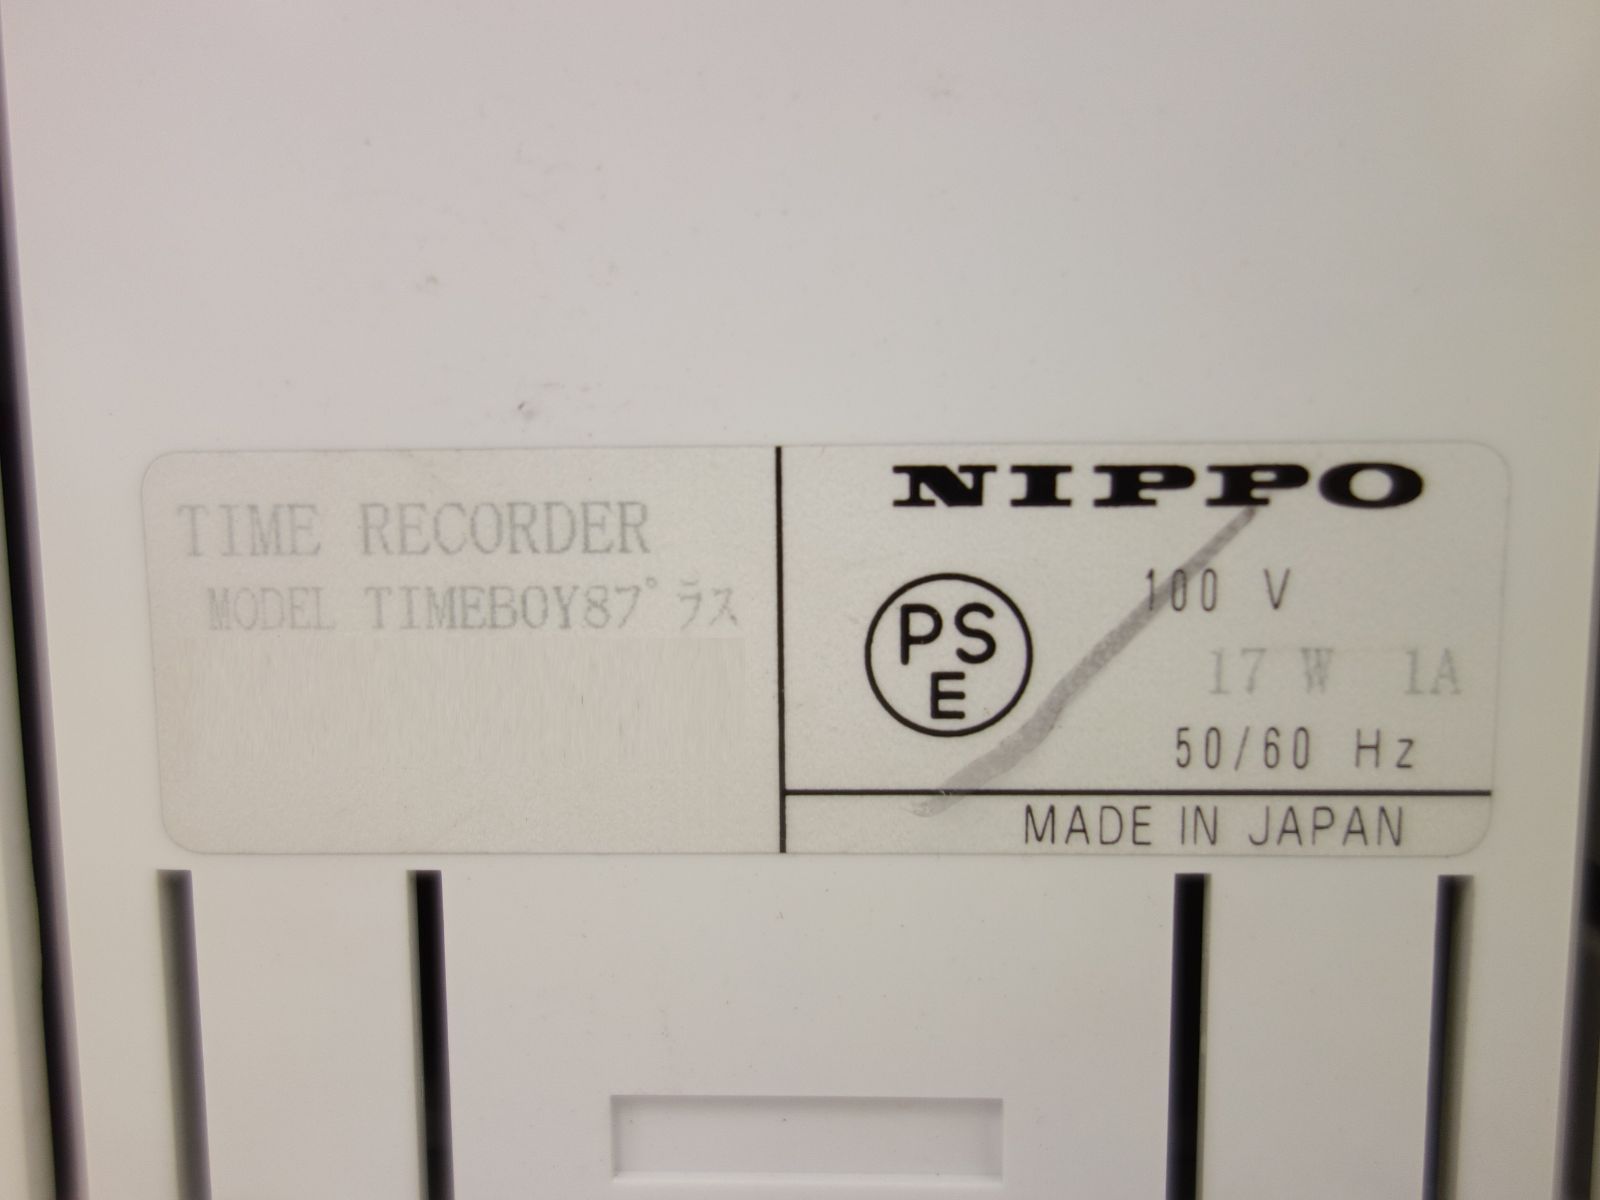 TIME RECORDER
MODEL TIMEBOY8プラス
NIPPO
PS
E
100 V
17 W 1A
50/60 Hz
MADE IN JAPAN